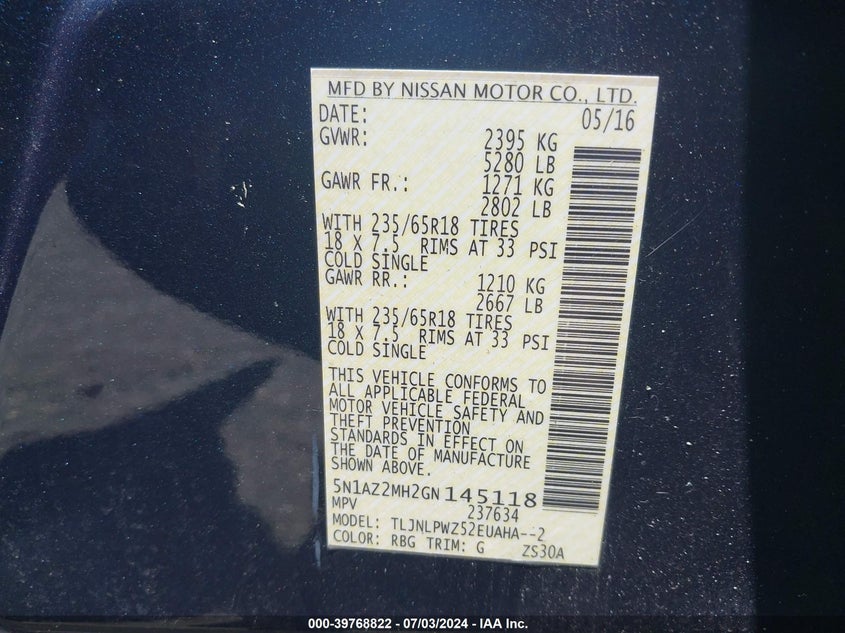 MFD BY NISSAN MOTOR CO., LTD.
DATE: 05/16
GVWR: 2395 KG
5280 LB
GAWR FR.: 1271 KG
2802 LB
WITH 235/65R18 TIRES
18 X 7.5 RIMS AT 33 PSI
COLD SINGLE
GAWR RR.: 1210 KG
2667 LB
WITH 235/65R18 TIRES
18 X 7.5 RIMS AT 33 PSI
COLD SINGLE
THIS VEHICLE CONFORMS TO
ALL APPLICABLE FEDERAL
MOTOR VEHICLE SAFETY AND
THEFT PREVENTION
STANDARDS IN EFFECT ON
THE DATE OF MANUFACTURE
SHOWN ABOVE.
5N1AZ2MH2GN145118
MPV 237634
MODEL: TLJNLPWZ52EUAHA--2
COLOR: RBG TRIM: G ZS30A
000-39768822 - 07/03/2024 - IAA Inc.